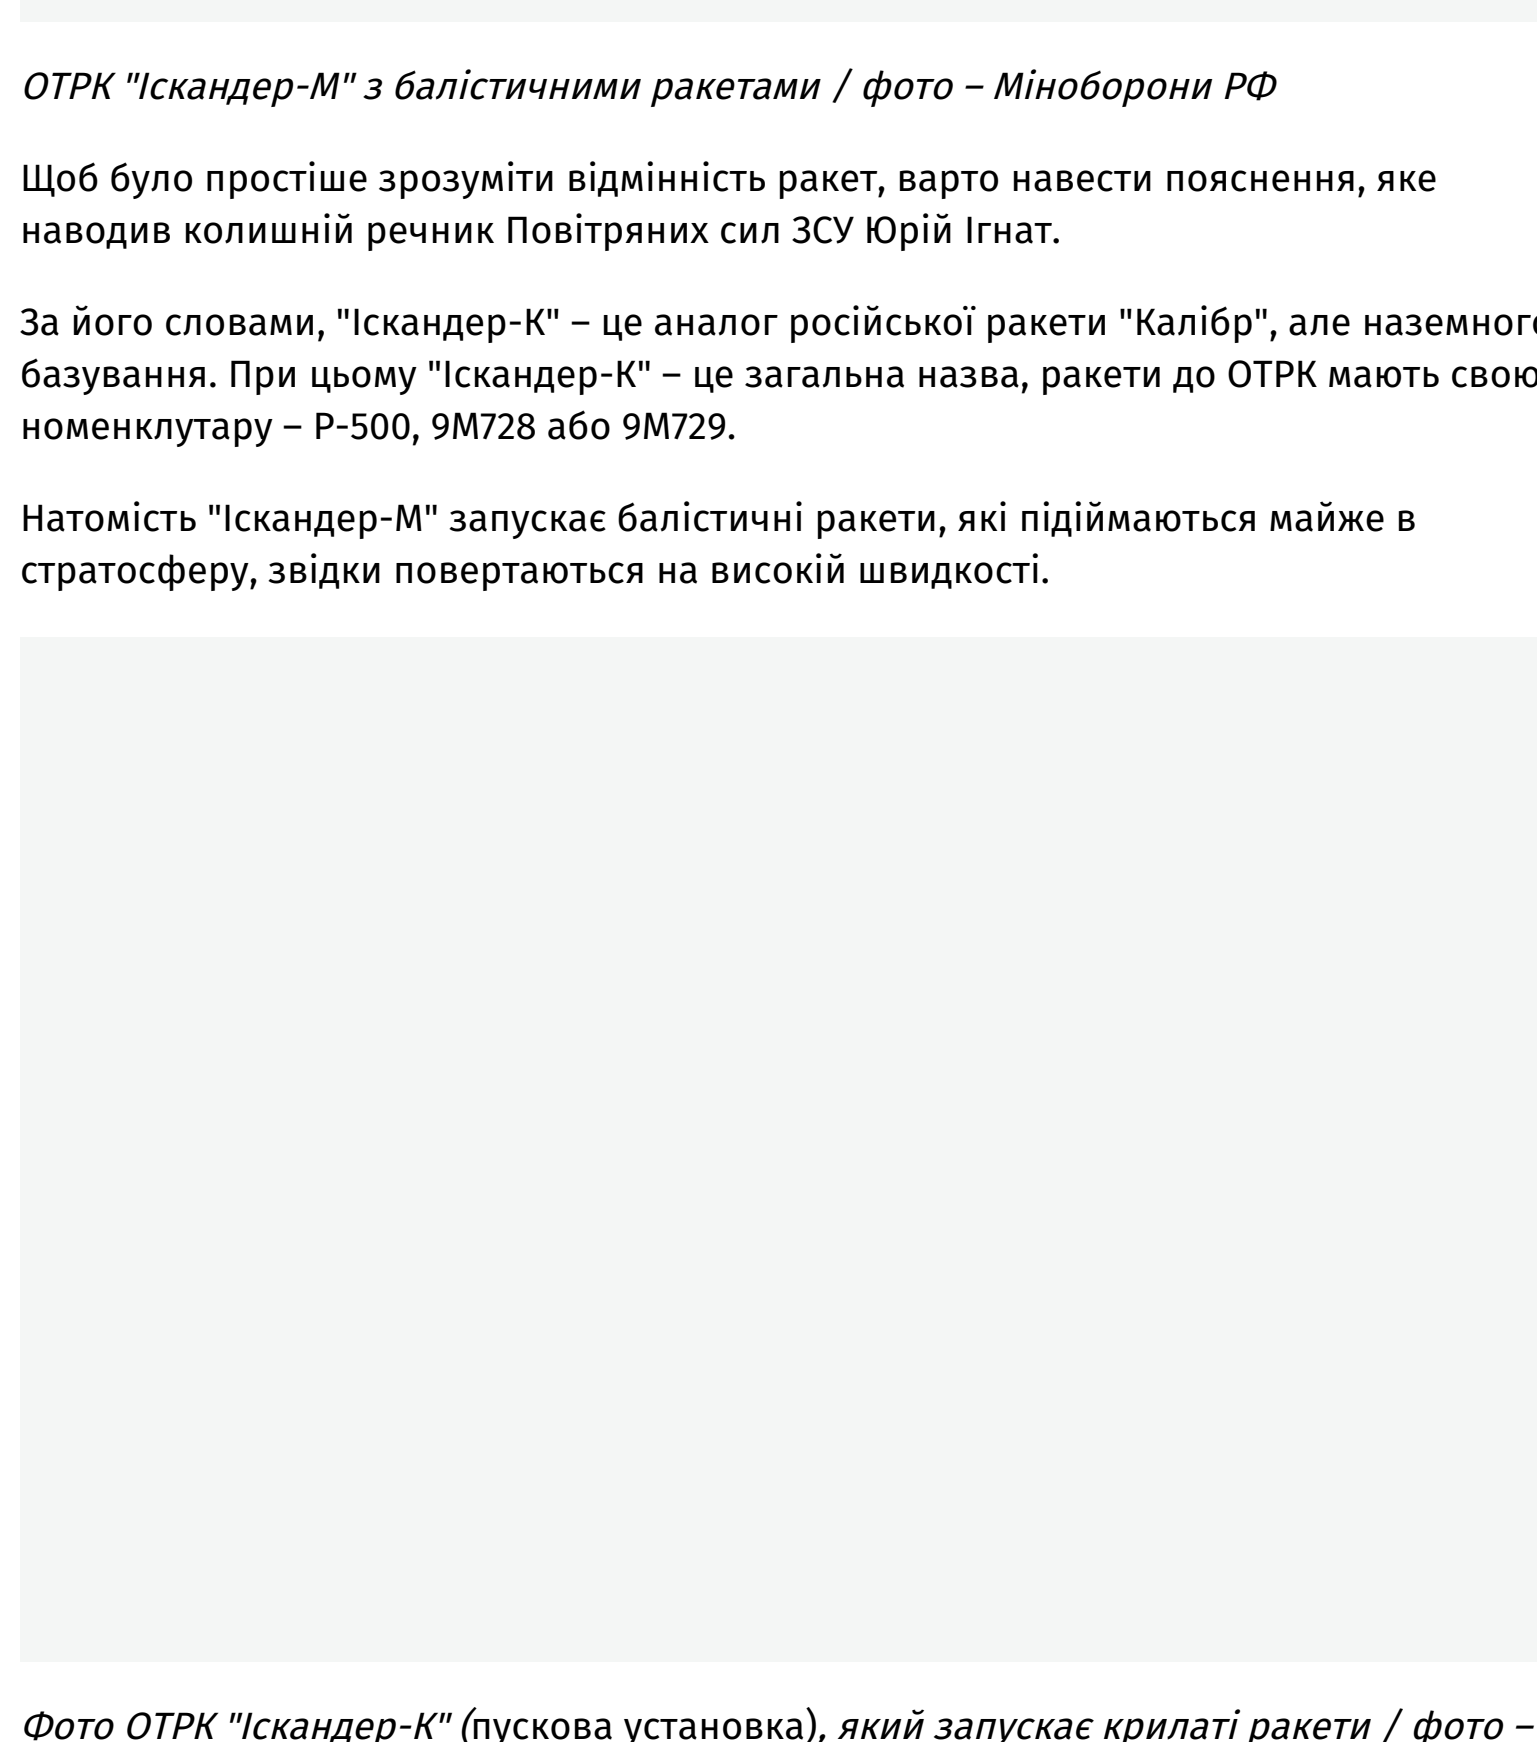 ОТРК "Іскандер-М" з балістичними ракетами / фото – Міноборони РФ
Щоб було простіше зрозуміти відмінність ракет, варто навести пояснення, яке
наводив колишній речник Повітряних сил ЗСУ Юрій Ігнат.
За його словами, "Іскандер-К" – це аналог російської ракети "Калібр", але наземного
базування. При цьому "Іскандер-К" – це загальна назва, ракети до ОТРК мають свою
номенклутару – Р-500, 9М728 або 9М729.
Натомість "Іскандер-М" запускає балістичні ракети, які підіймаються майже в
стратосферу, звідки повертаються на високій швидкості.
Фото ОТРК "Іскандер-К" (пускова установка), який запускає крилаті ракети / фото –